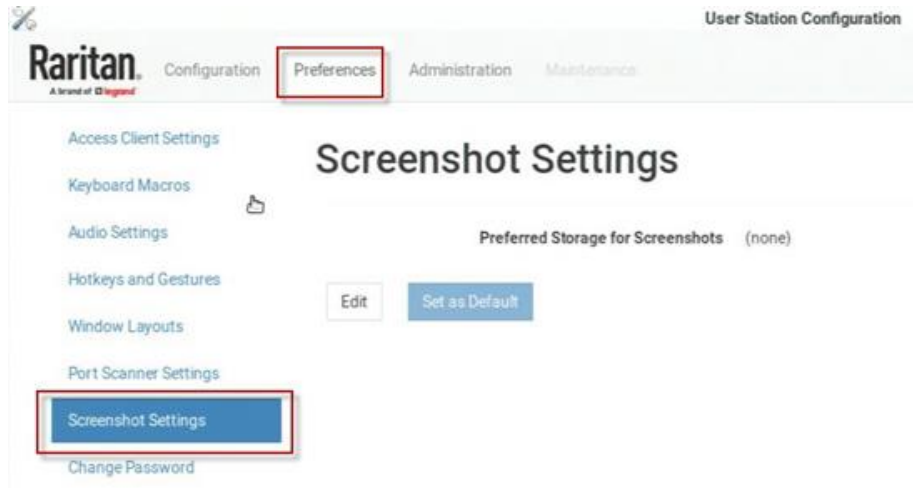 User Station Configuration
Raritan.
A brand of legrand
Configuration Preferences Administration Maintenance
Access Client Settings
Keyboard Macros
Audio Settings
Hotkeys and Gestures
Window Layouts
Port Scanner Settings
Screenshot Settings
Change Password
Screenshot Settings
Preferred Storage for Screenshots (none)
Edit Set as Default